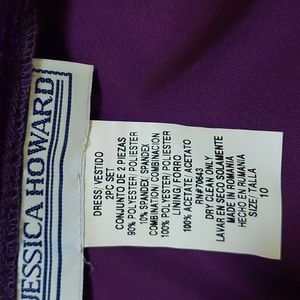 JESSICA HOWARD
DRESS/VESTIDO
2PC SET
CONJUNTO DE 2 PIEZAS
90% POLYESTER/POLIESTER
10% SPANDEX/SPANDEX
COMBINATION/COMBINACION
100% POLYESTER/POLIESTER
LINING/FORRO
100% ACETATE/ACETATO
RN#70643
DRY CLEAN ONLY
LAVAR EN SECO SOLAMENTE
MADE IN ROMANIA
HECHO EN RUMANIA
SIZE/TALLA
10